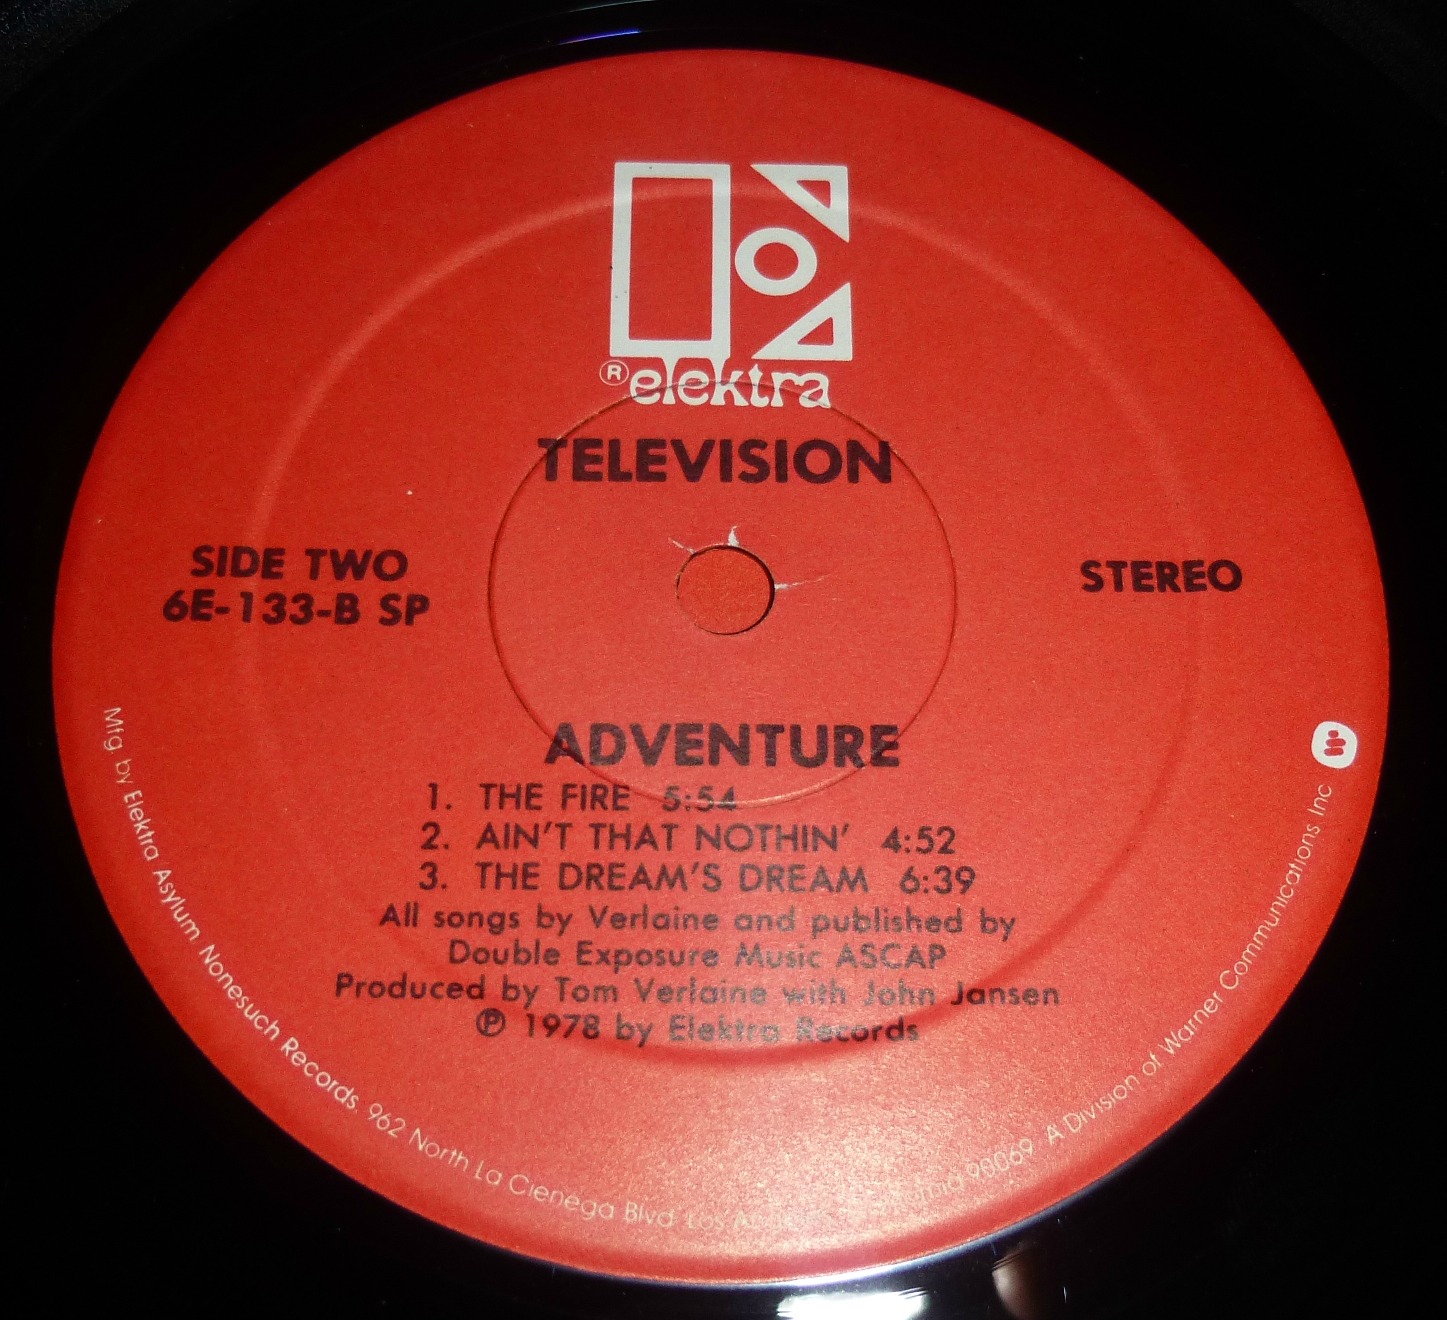 ® elektra
TELEVISION
SIDE TWO
6E-133-B SP
STEREO
ADVENTURE
1. THE FIRE 5:54
2. AIN'T THAT NOTHIN' 4:52
3. THE DREAM'S DREAM 6:39
All songs by Verlaine and published by
Double Exposure Music ASCAP
Produced by Tom Verlaine with John Jansen
℗ 1978 by Elektra Records
Mfg by Elektra Asylum Nonesuch Records 962 North La Cienega Blvd Los 90069 A Division of Warner Communications Inc